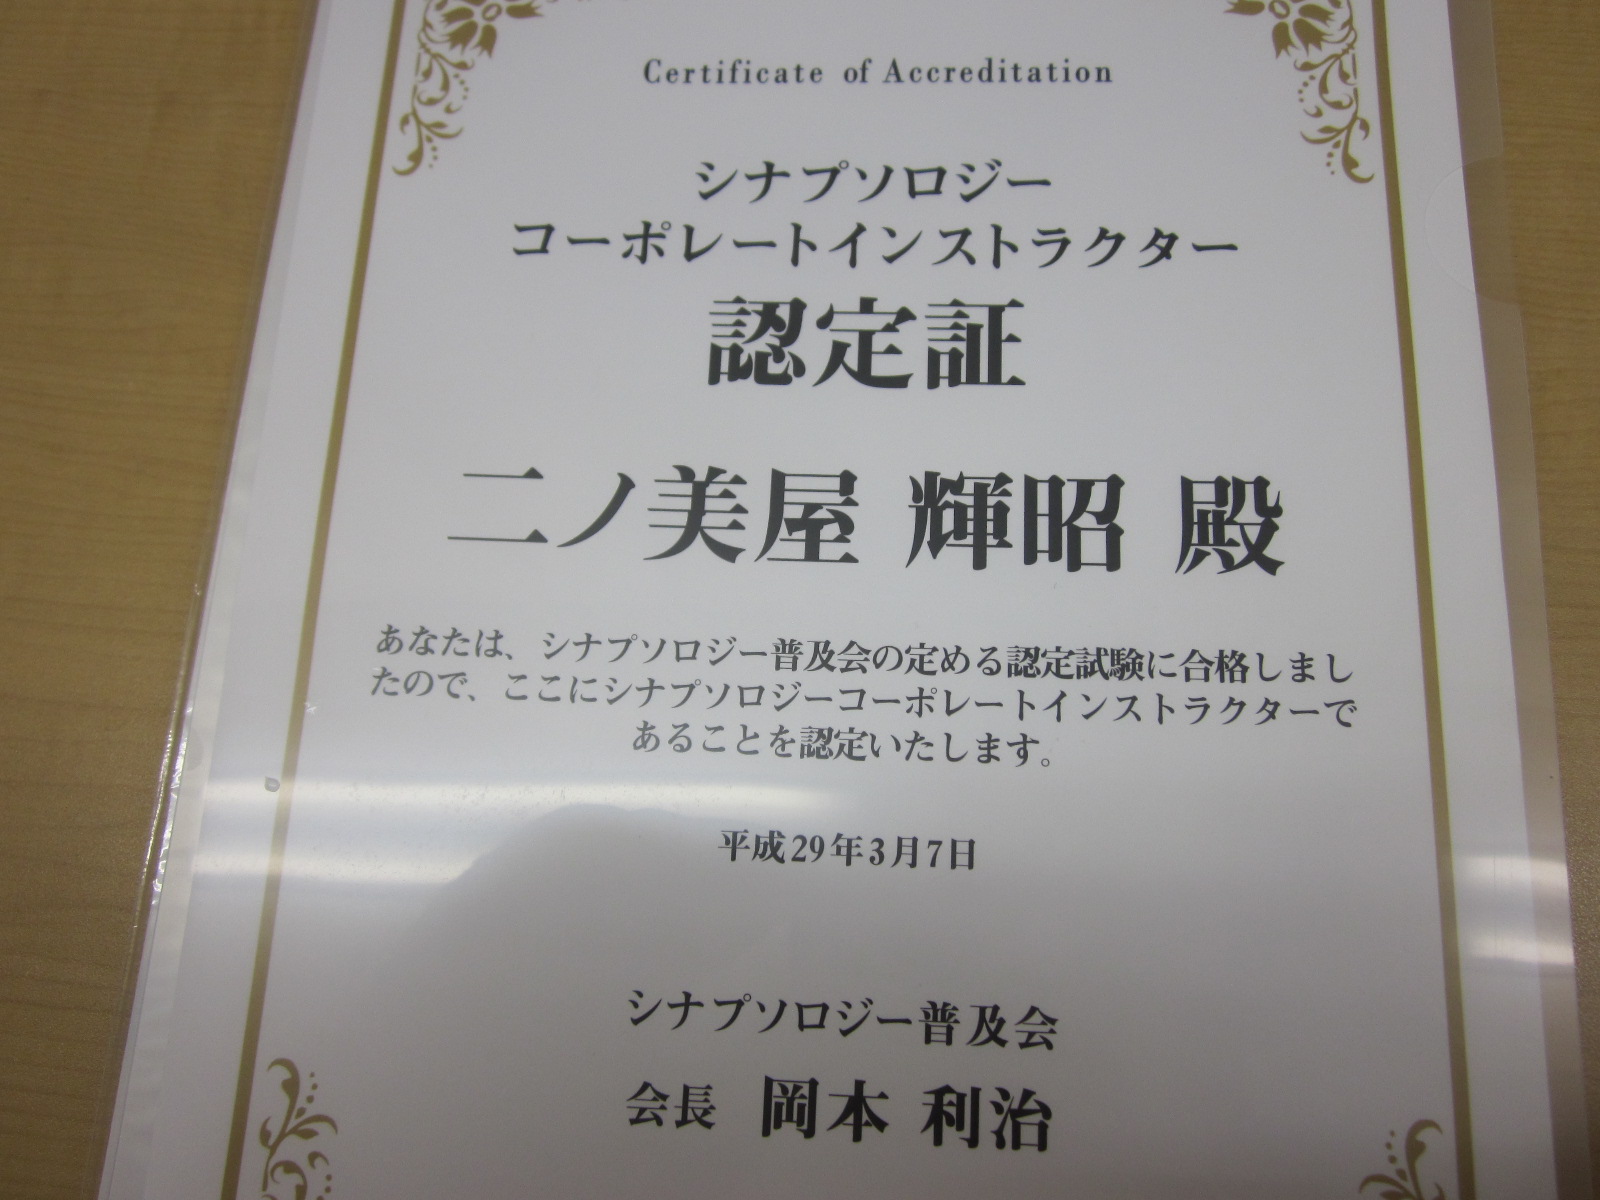 Certificate of Accreditation
シナプソロジー
コーポレートインストラクター
認定証
二ノ美屋 輝昭 殿
あなたは、シナプソロジー普及会の定める認定試験に合格しまし
たので、ここにシナプソロジーコーポレートインストラクターで
あることを認定いたします。
平成29年3月7日
シナプソロジー普及会
会長 岡本 利治